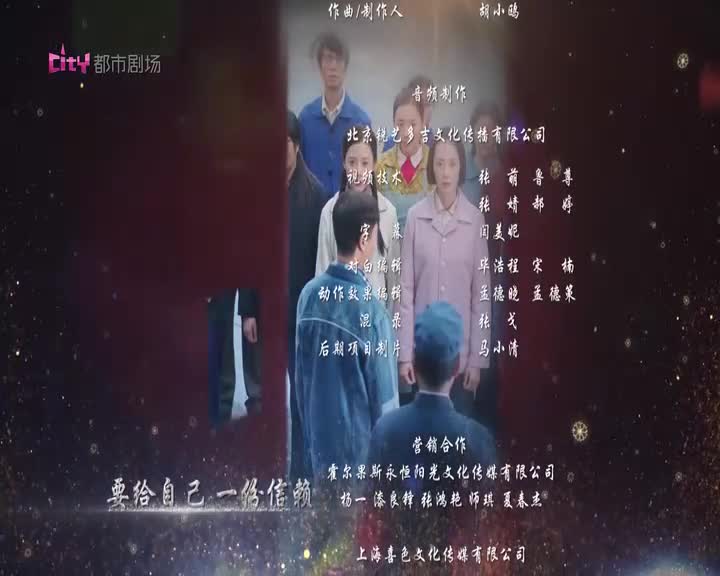 作曲/制作人 胡小鸥
CITY 都市剧场
音频制作
北京锐艺多吉文化传播有限公司
视频技术 张萌 鲁尊
张婧 郝婷
字幕 闫美妮
对白编辑 毕浩程 宋楠
动作效果编辑 孟德晓 孟德策
混录 张戈
后期项目制片 马小清
营销合作
霍尔果斯永恒阳光文化传媒有限公司
要给自己 一份信赖
杨一 漆良锋 张鸿艳 师琪 夏春杰
上海喜色文化传媒有限公司